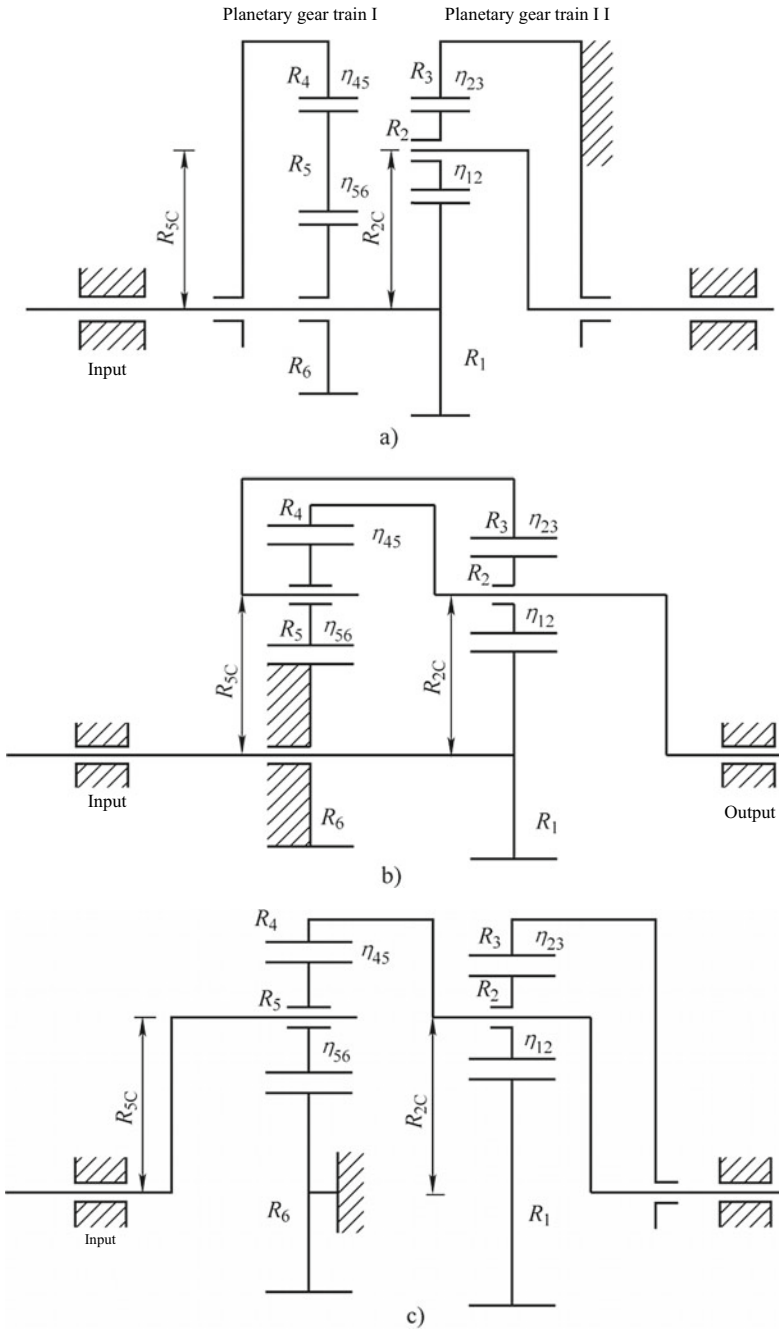 Planetary gear train I Planetary gear train I I
R4 η45 R3 η23
R2
R5 η12
η56
R5C R2C
Input R6 R1
a)
R4 η45 R3 η23
R2
R5 η56 η12
R5C R2C
Input R6 R1 Output
b)
R4 η45 R3 η23
R5 R2
η56 η12
R5C R2C
Input R6 R1
c)